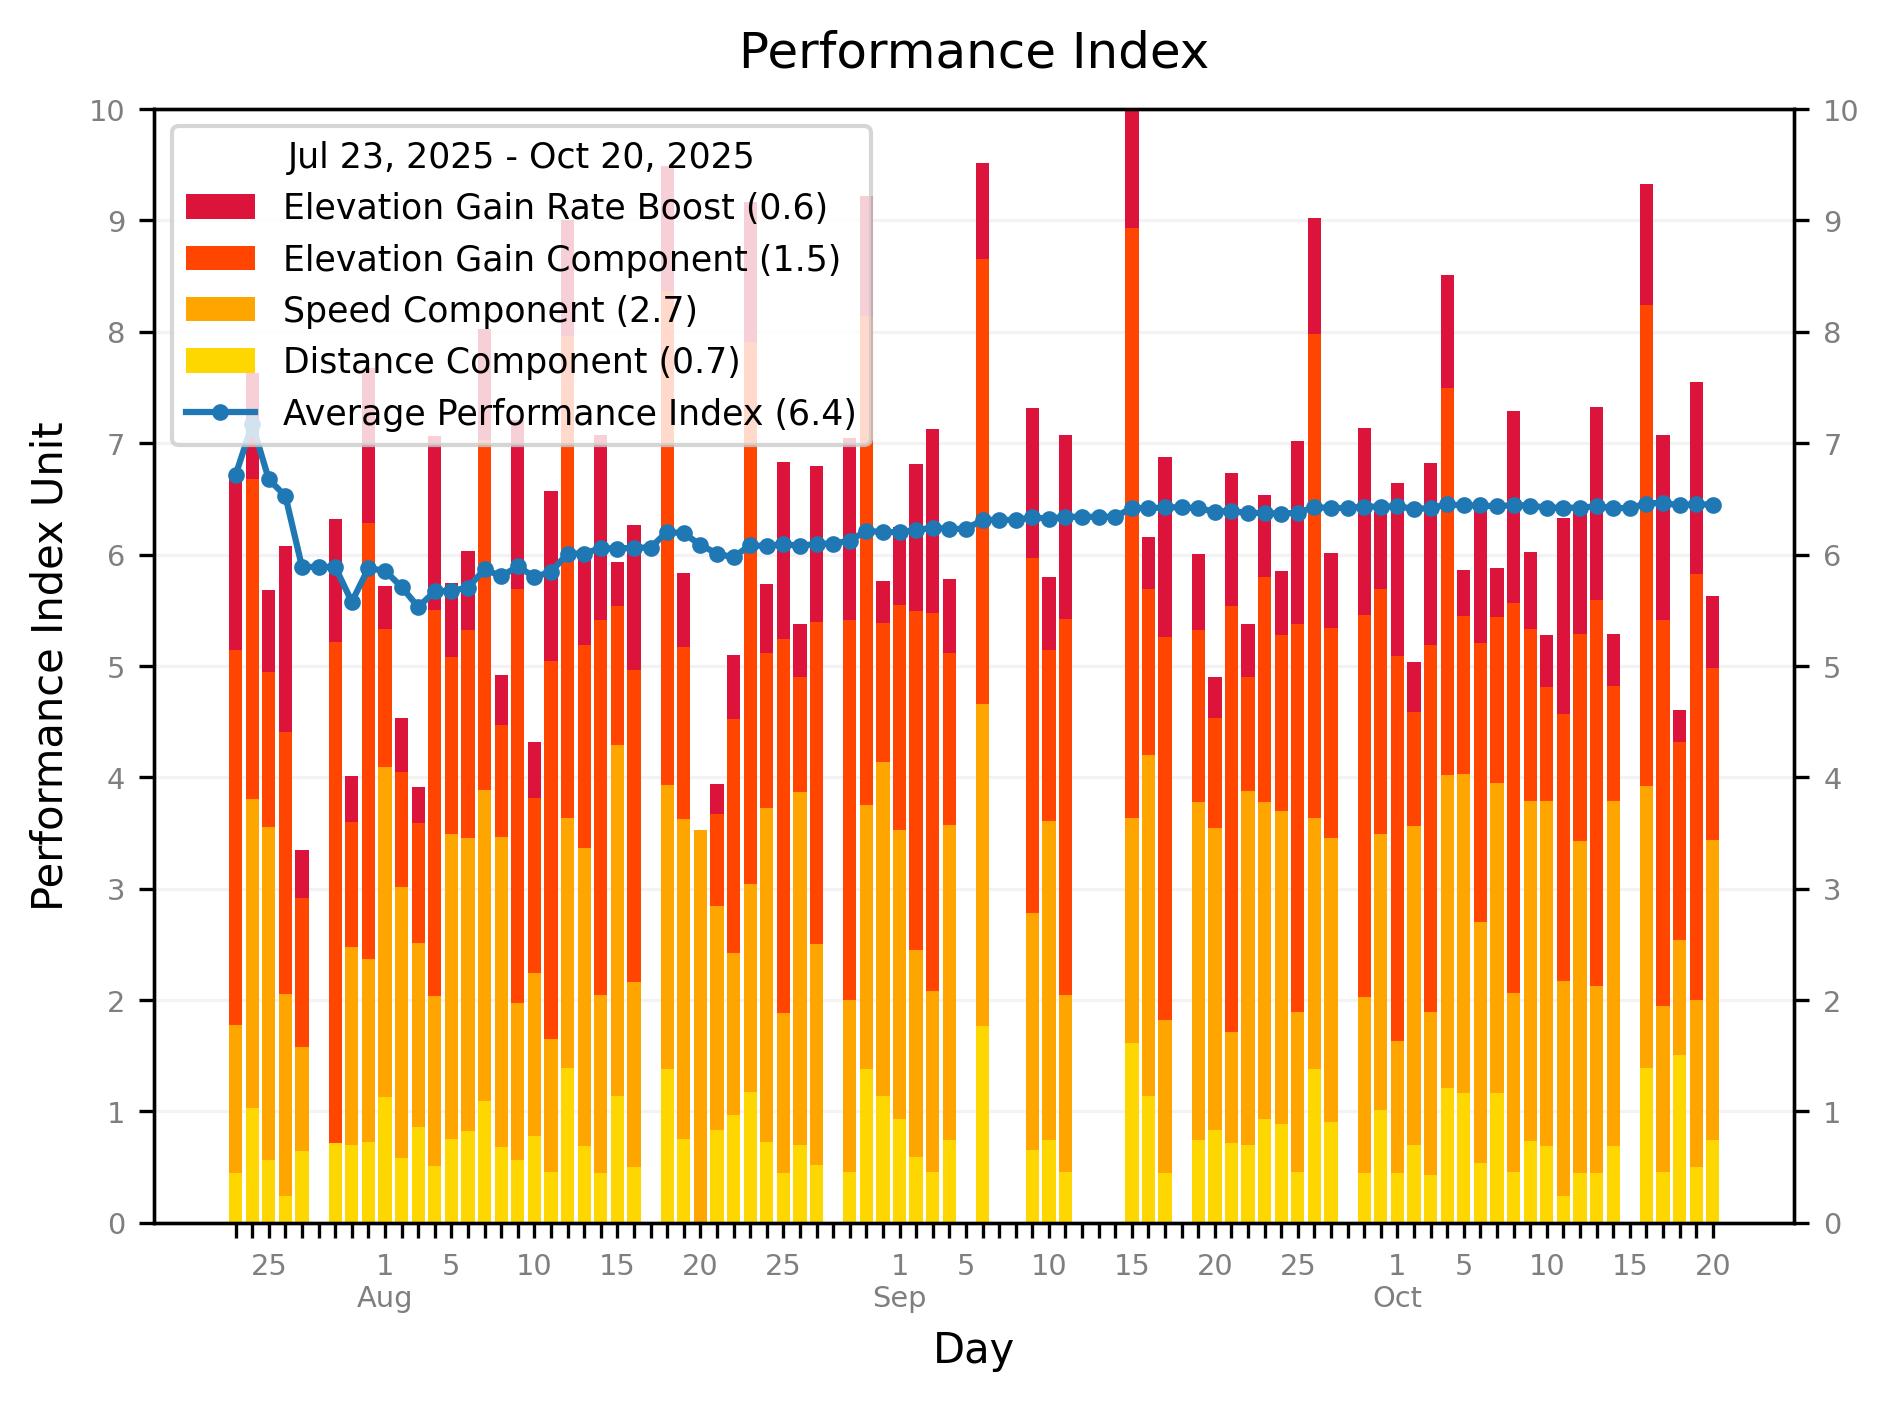 Performance Index
Jul 23, 2025 - Oct 20, 2025
Elevation Gain Rate Boost (0.6)
Elevation Gain Component (1.5)
Speed Component (2.7)
Distance Component (0.7)
Average Performance Index (6.4)
Performance Index Unit
10 10
9 9
8 8
7 7
6 6
5 5
4 4
3 3
2 2
1 1
0 0
25 1 5 10 15 20 25 1 5 10 15 20 25 1 5 10 15 20
Aug Sep Oct
Day